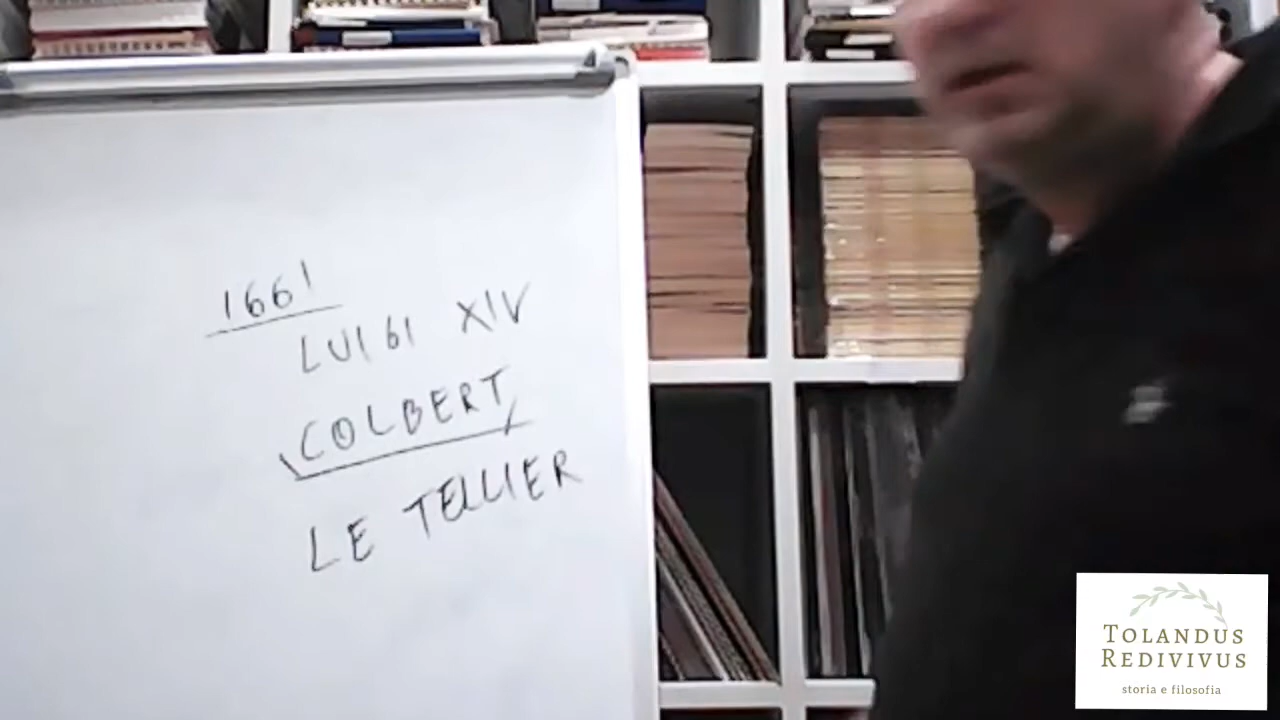 1661
LUIGI XIV
COLBERT
LE TELLIER
TOLANDUS
REDIVIVUS
storia e filosofia